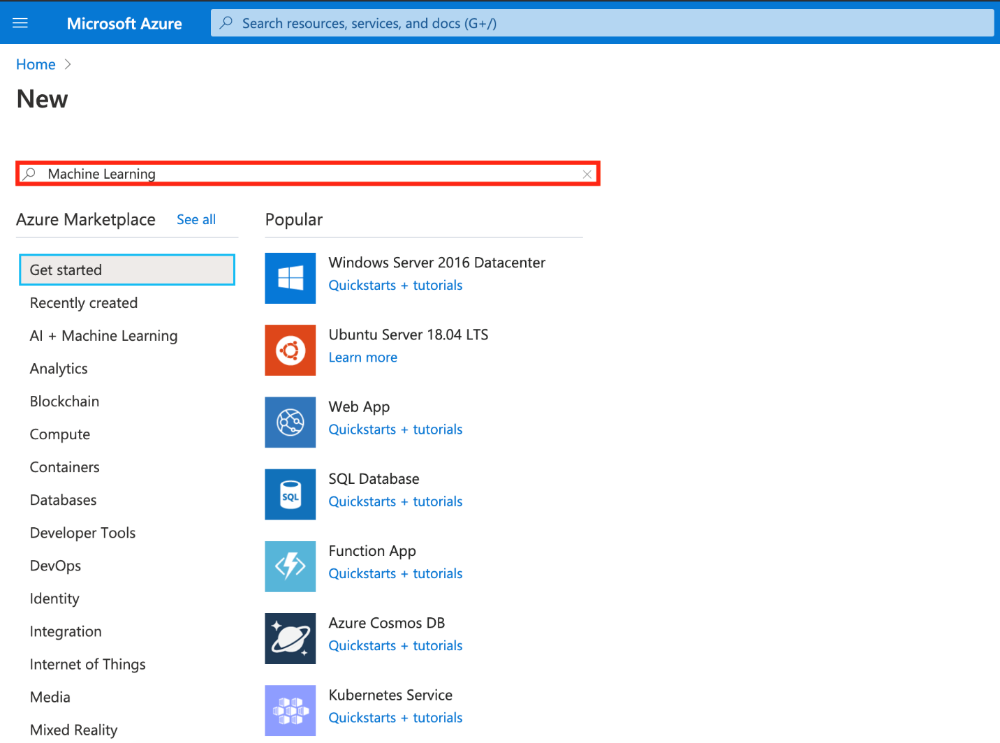 Microsoft Azure
Search resources, services, and docs (G+/)
Home
New
Machine Learning
Azure Marketplace See all
Get started
Recently created
AI + Machine Learning
Analytics
Blockchain
Compute
Containers
Databases
Developer Tools
DevOps
Identity
Integration
Internet of Things
Media
Mixed Reality
Popular
Windows Server 2016 Datacenter
Quickstarts + tutorials
Ubuntu Server 18.04 LTS
Learn more
Web App
Quickstarts + tutorials
SQL
SQL Database
Quickstarts + tutorials
Function App
Quickstarts + tutorials
Azure Cosmos DB
Quickstarts + tutorials
Kubernetes Service
Quickstarts + tutorials